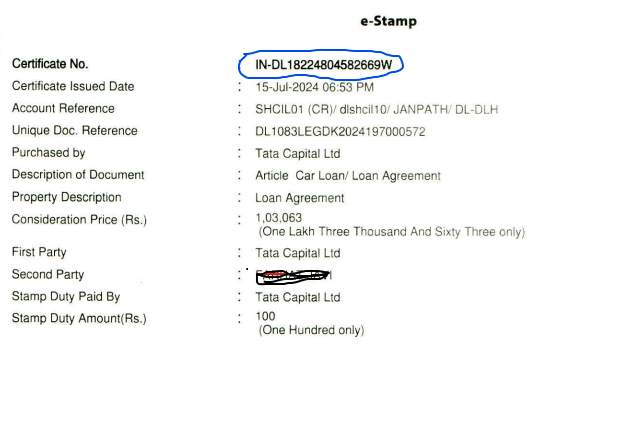 e-Stamp
Certificate No. : IN-DL18224804582669W
Certificate Issued Date : 15-Jul-2024 06:53 PM
Account Reference : SHCIL01 (CR)/ dlshcil10/ JANPATH/ DL-DLH
Unique Doc. Reference : DL1083LEGDK2024197000572
Purchased by : Tata Capital Ltd
Description of Document : Article Car Loan/ Loan Agreement
Property Description : Loan Agreement
Consideration Price (Rs.) : 1,03,063
(One Lakh Three Thousand And Sixty Three only)
First Party : Tata Capital Ltd
Second Party :
Stamp Duty Paid By : Tata Capital Ltd
Stamp Duty Amount(Rs.) : 100
(One Hundred only)